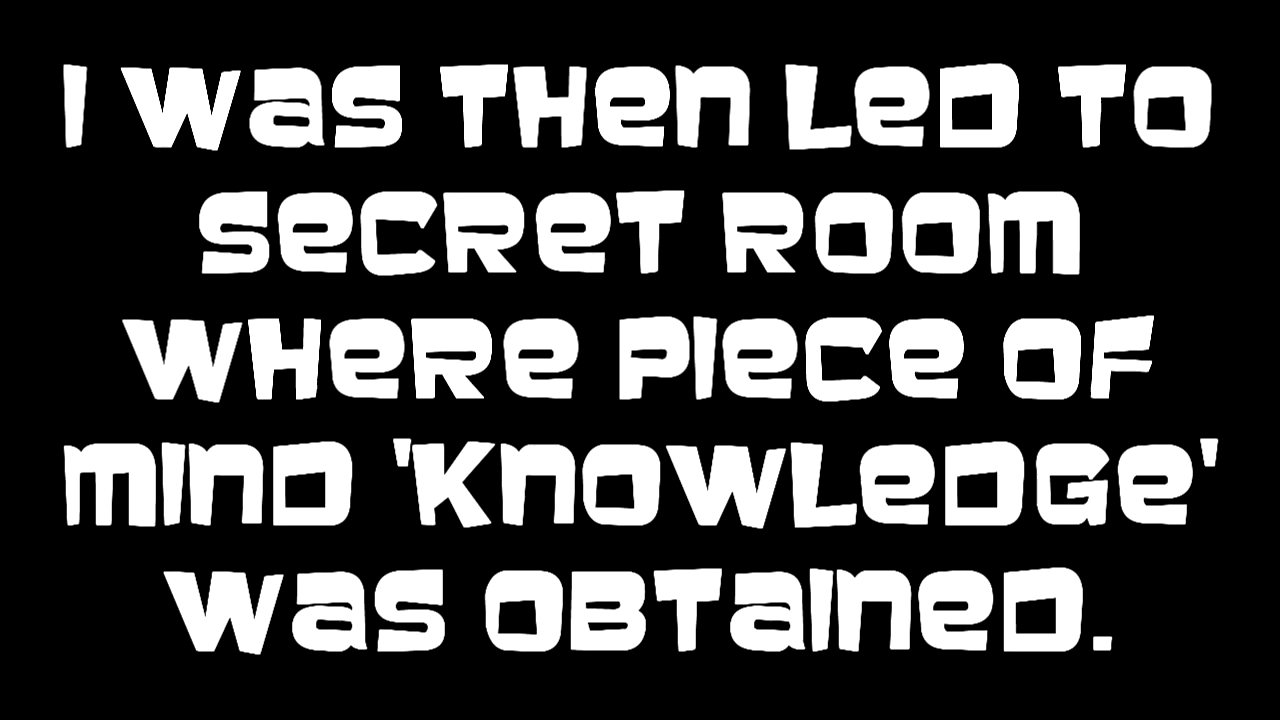 I was then led to
secret room
where piece of
mind 'knowledge'
was obtained.